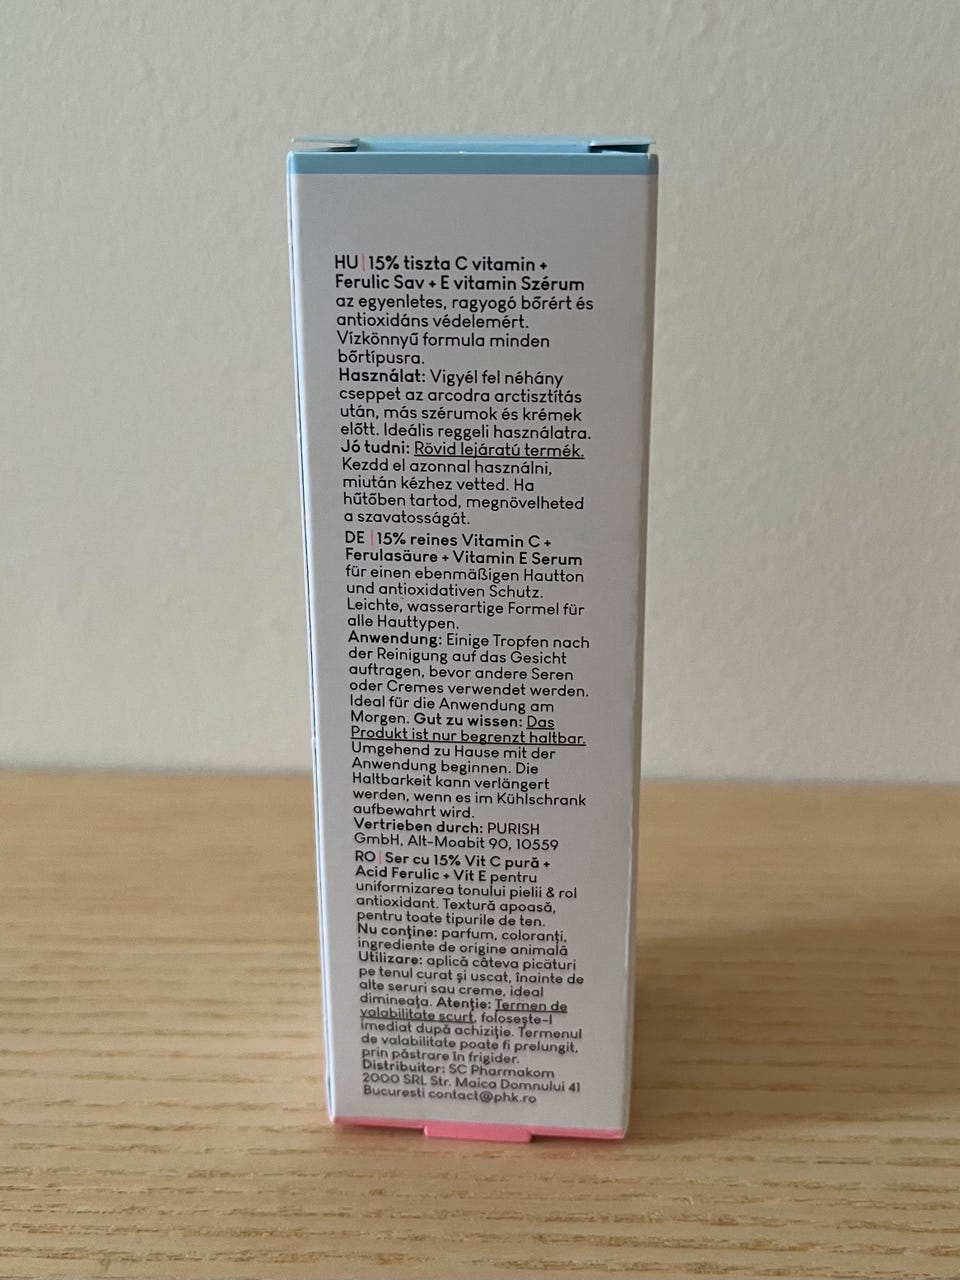 HU | 15% tiszta C vitamin +
Ferulic Sav + E vitamin Szérum
az egyenletes, ragyogó bőrért és
antioxidáns védelemért.
Vízkönnyű formula minden
bőrtípusra.
Használat: Vigyél fel néhány
cseppet az arcodra arctisztítás
után, más szérumok és krémek
előtt. Ideális reggeli használatra.
Jó tudni: Rövid lejáratú termék.
Kezdd el azonnal használni,
miután kézhez vetted. Ha
hűtőben tartod, megnövelheted
a szavatosságát.
DE | 15% reines Vitamin C +
Ferulasäure + Vitamin E Serum
für einen ebenmäßigen Hautton
und antioxidativen Schutz.
Leichte, wasserartige Formel für
alle Hauttypen.
Anwendung: Einige Tropfen nach
der Reinigung auf das Gesicht
auftragen, bevor andere Seren
oder Cremes verwendet werden.
Ideal für die Anwendung am
Morgen. Gut zu wissen: Das
Produkt ist nur begrenzt haltbar.
Umgehend zu Hause mit der
Anwendung beginnen. Die
Haltbarkeit kann verlängert
werden, wenn es im Kühlschrank
aufbewahrt wird.
Vertrieben durch: PURISH
GmbH, Alt-Moabit 90, 10559
RO | Ser cu 15% Vit C pură +
Acid Ferulic + Vit E pentru
uniformizarea tonului pielii & rol
antioxidant. Textură apoasă,
pentru toate tipurile de ten.
Nu conține: parfum, coloranți,
ingrediente de origine animală
Utilizare: aplică câteva picături
pe tenul curat și uscat, înainte de
alte seruri sau creme, ideal
dimineața. Atenție: Termen de
valabilitate scurt, folosește-l
imediat după achiziție. Termenul
de valabilitate poate fi prelungit,
prin păstrare în frigider.
Distribuitor: SC Pharmakom
2000 SRL Str. Maica Domnului 41
Bucuresti contact@phk.ro